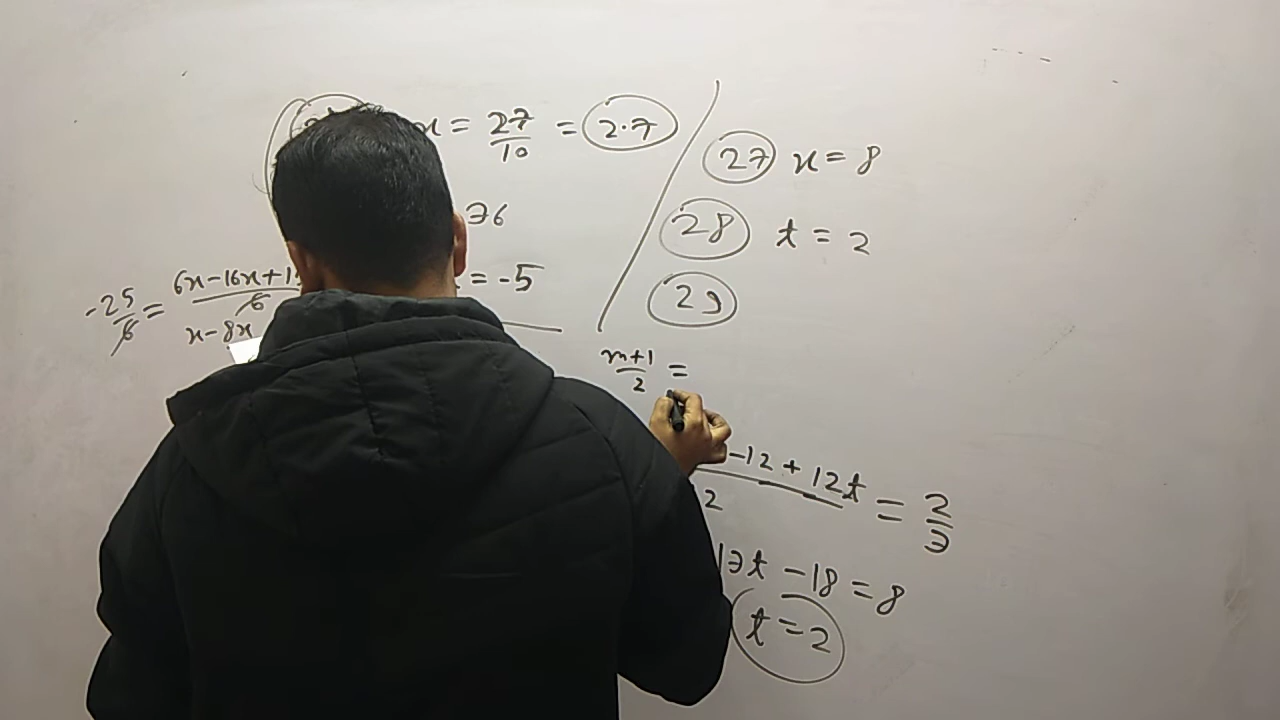 x = 27/10 = 2.7
36
-25/6 = 6x-16x+1 /6 = -5
x-8x
27 x = 8
28 t = 2
29
m+1/2 =
-12 + 12t /2 = 2/3
13t - 18 = 8
t = 2